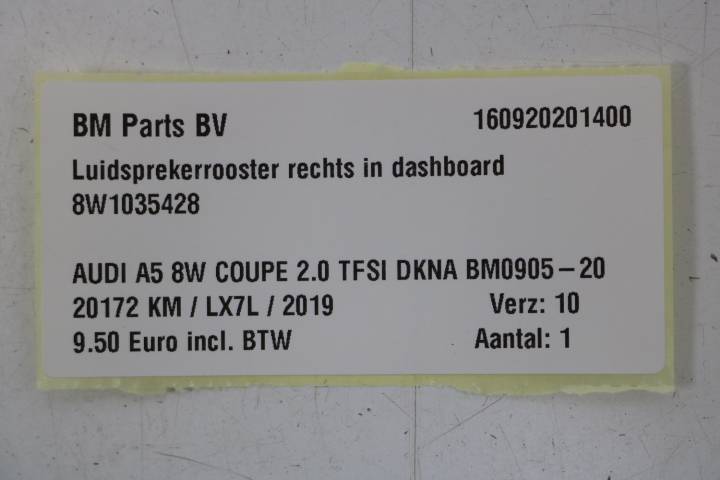 BM Parts BV 160920201400
Luidsprekerrooster rechts in dashboard
8W1035428
AUDI A5 8W COUPE 2.0 TFSI DKNA BM0905-20
20172 KM / LX7L / 2019 Verz: 10
9.50 Euro incl. BTW Aantal: 1